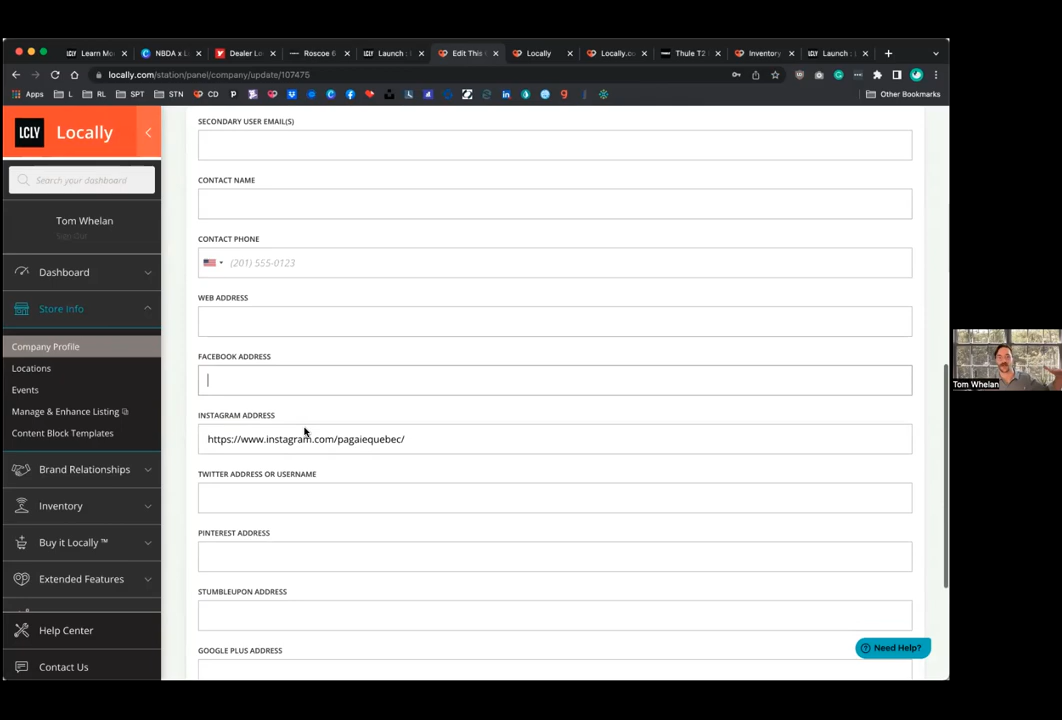 Learn Mo
NBDA x L
Dealer Lo
Roscoe 6
Launch :
Edit This
Locally
Locally.co
Thule T2
Inventory
Launch : L
locally.com/station/panel/company/update/107475
Apps
L
RL
SPT
STN
CD
Other Bookmarks
LCLY
Locally
Search your dashboard
Tom Whelan
Sign Out
Dashboard
Store Info
Company Profile
Locations
Events
Manage & Enhance Listing
Content Block Templates
Brand Relationships
Inventory
Buy it Locally ™
Extended Features
Help Center
Contact Us
SECONDARY USER EMAIL(S)
CONTACT NAME
CONTACT PHONE
(201) 555-0123
WEB ADDRESS
FACEBOOK ADDRESS
INSTAGRAM ADDRESS
https://www.instagram.com/pagaiequebec/
TWITTER ADDRESS OR USERNAME
PINTEREST ADDRESS
STUMBLEUPON ADDRESS
GOOGLE PLUS ADDRESS
Need Help?
Tom Whelan